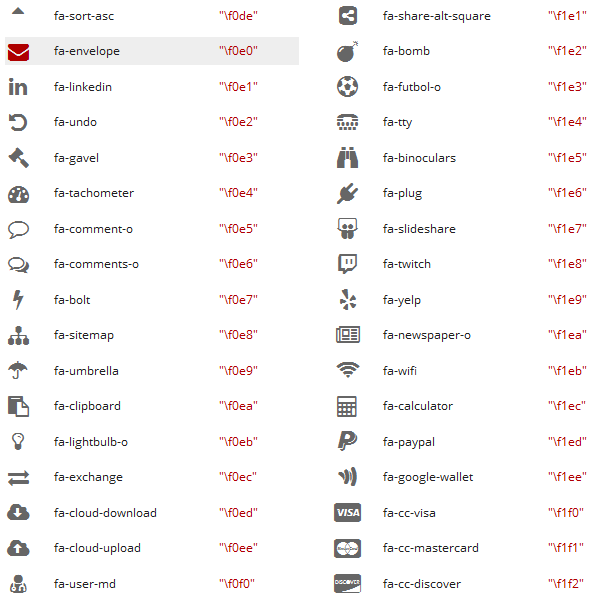 fa-sort-asc "\f0de"
fa-envelope "\f0e0"
fa-linkedin "\f0e1"
fa-undo "\f0e2"
fa-gavel "\f0e3"
fa-tachometer "\f0e4"
fa-comment-o "\f0e5"
fa-comments-o "\f0e6"
fa-bolt "\f0e7"
fa-sitemap "\f0e8"
fa-umbrella "\f0e9"
fa-clipboard "\f0ea"
fa-lightbulb-o "\f0eb"
fa-exchange "\f0ec"
fa-cloud-download "\f0ed"
fa-cloud-upload "\f0ee"
fa-user-md "\f0f0"
fa-share-alt-square "\f1e1"
fa-bomb "\f1e2"
fa-futbol-o "\f1e3"
fa-tty "\f1e4"
fa-binoculars "\f1e5"
fa-plug "\f1e6"
fa-slideshare "\f1e7"
fa-twitch "\f1e8"
fa-yelp "\f1e9"
fa-newspaper-o "\f1ea"
fa-wifi "\f1eb"
fa-calculator "\f1ec"
fa-paypal "\f1ed"
fa-google-wallet "\f1ee"
VISA fa-cc-visa "\f1f0"
fa-cc-mastercard "\f1f1"
DISCOVER fa-cc-discover "\f1f2"